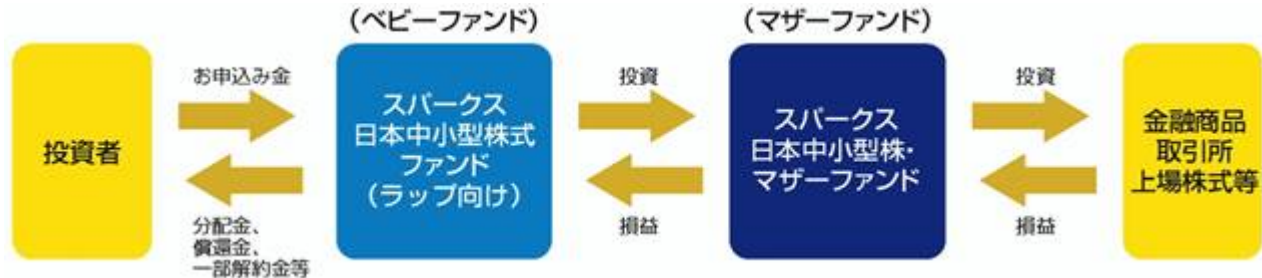 (ベビーファンド)
(マザーファンド)
投資者
お申込み金
分配金、
償還金、
一部解約金等
スパークス
日本中小型株式
ファンド
(ラップ向け)
投資
損益
スパークス
日本中小型株・
マザーファンド
投資
損益
金融商品
取引所
上場株式等